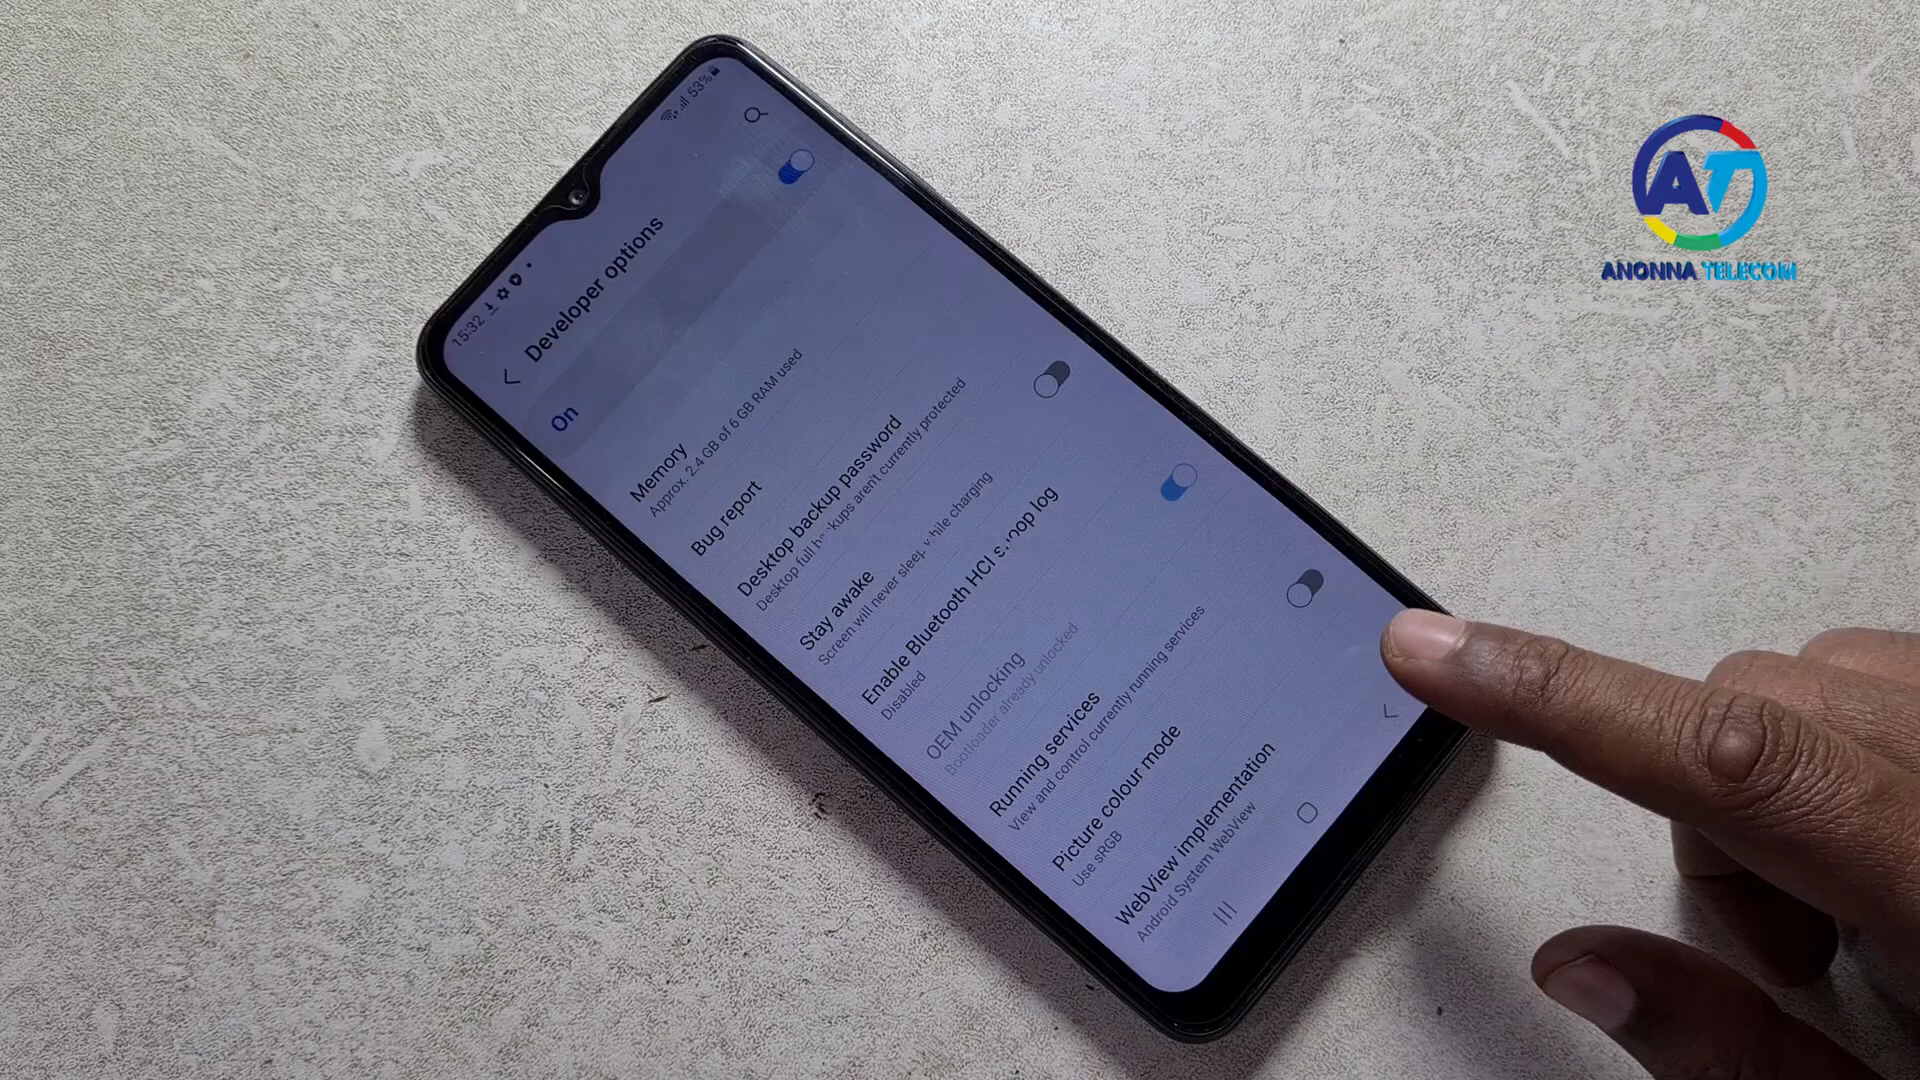 15:32
53%
Developer options
On
Memory
Approx. 2.4 GB of 6 GB RAM used
Bug report
Desktop backup password
Desktop full backups aren't currently protected
Stay awake
Screen will never sleep while charging
Enable Bluetooth HCI snoop log
Disabled
OEM unlocking
Bootloader already unlocked
Running services
View and control currently running services
Picture colour mode
Use sRGB
WebView implementation
Android System WebView
AT
ANONNA TELECOM